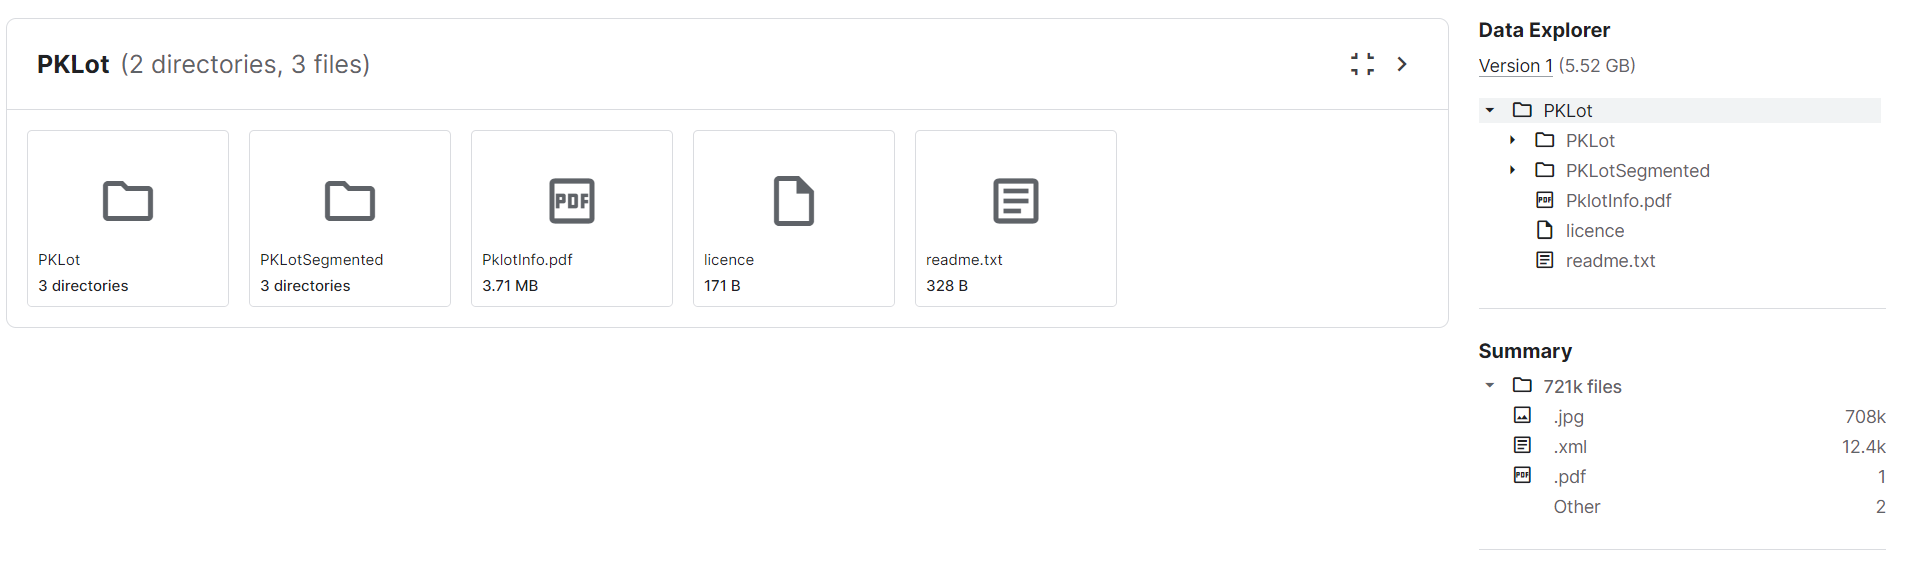 PKLot (2 directories, 3 files)
PKLot
3 directories
PKLotSegmented
3 directories
PDF
PklotInfo.pdf
3.71 MB
licence
171 B
readme.txt
328 B
Data Explorer
Version 1 (5.52 GB)
PKLot
PKLot
PKLotSegmented
PDF PklotInfo.pdf
licence
readme.txt
Summary
721k files
.jpg 708k
.xml 12.4k
PDF .pdf 1
Other 2